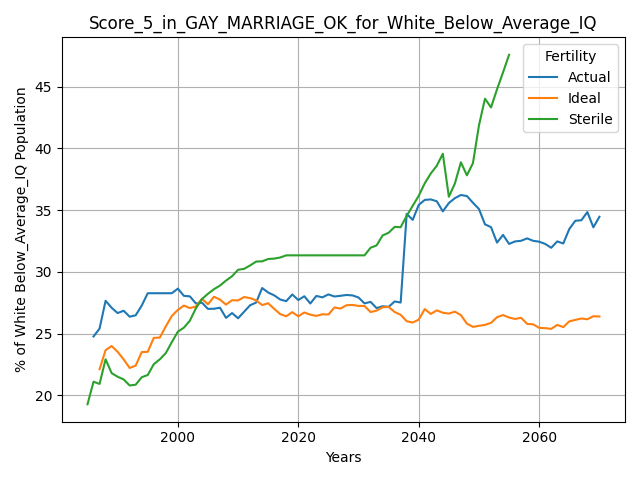 Score_5_in_GAY_MARRIAGE_OK_for_White_Below_Average_IQ
% of White Below_Average_IQ Population
45
40
35
30
25
20
Fertility
Actual
Ideal
Sterile
2000
2020
2040
2060
Years